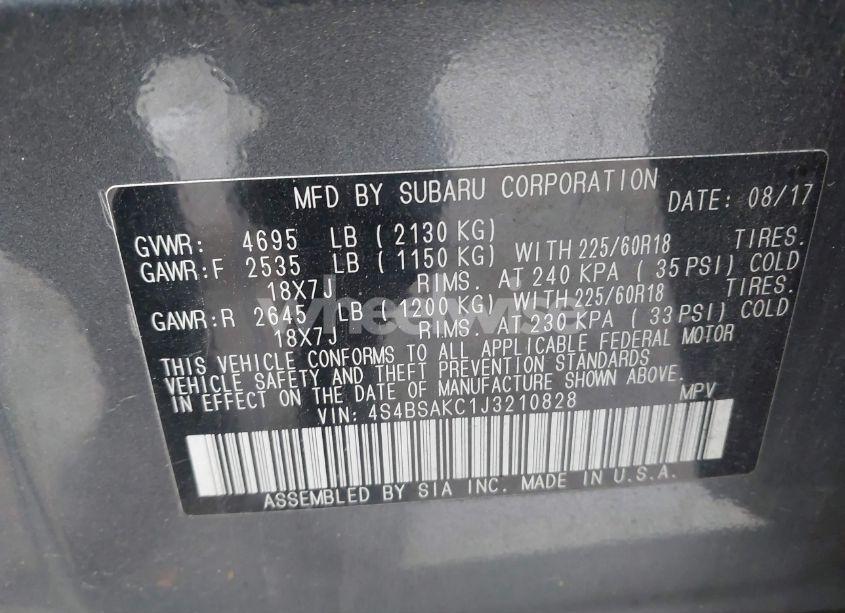 MFD BY SUBARU CORPORATION DATE: 08/17
GVWR: 4695 LB ( 2130 KG)
GAWR:F 2535 LB ( 1150 KG) WITH 225/60R18 TIRES.
18X7J RIMS. AT 240 KPA ( 35 PSI) COLD
GAWR:R 2645 LB ( 1200 KG) WITH 225/60R18 TIRES.
18X7J RIMS. AT 230 KPA ( 33 PSI) COLD
THIS VEHICLE CONFORMS TO ALL APPLICABLE FEDERAL MOTOR
VEHICLE SAFETY AND THEFT PREVENTION STANDARDS
IN EFFECT ON THE DATE OF MANUFACTURE SHOWN ABOVE.
VIN: 4S4BSAKC1J3210828 MPV
ASSEMBLED BY SIA INC. MADE IN U.S.A.
wheelwise